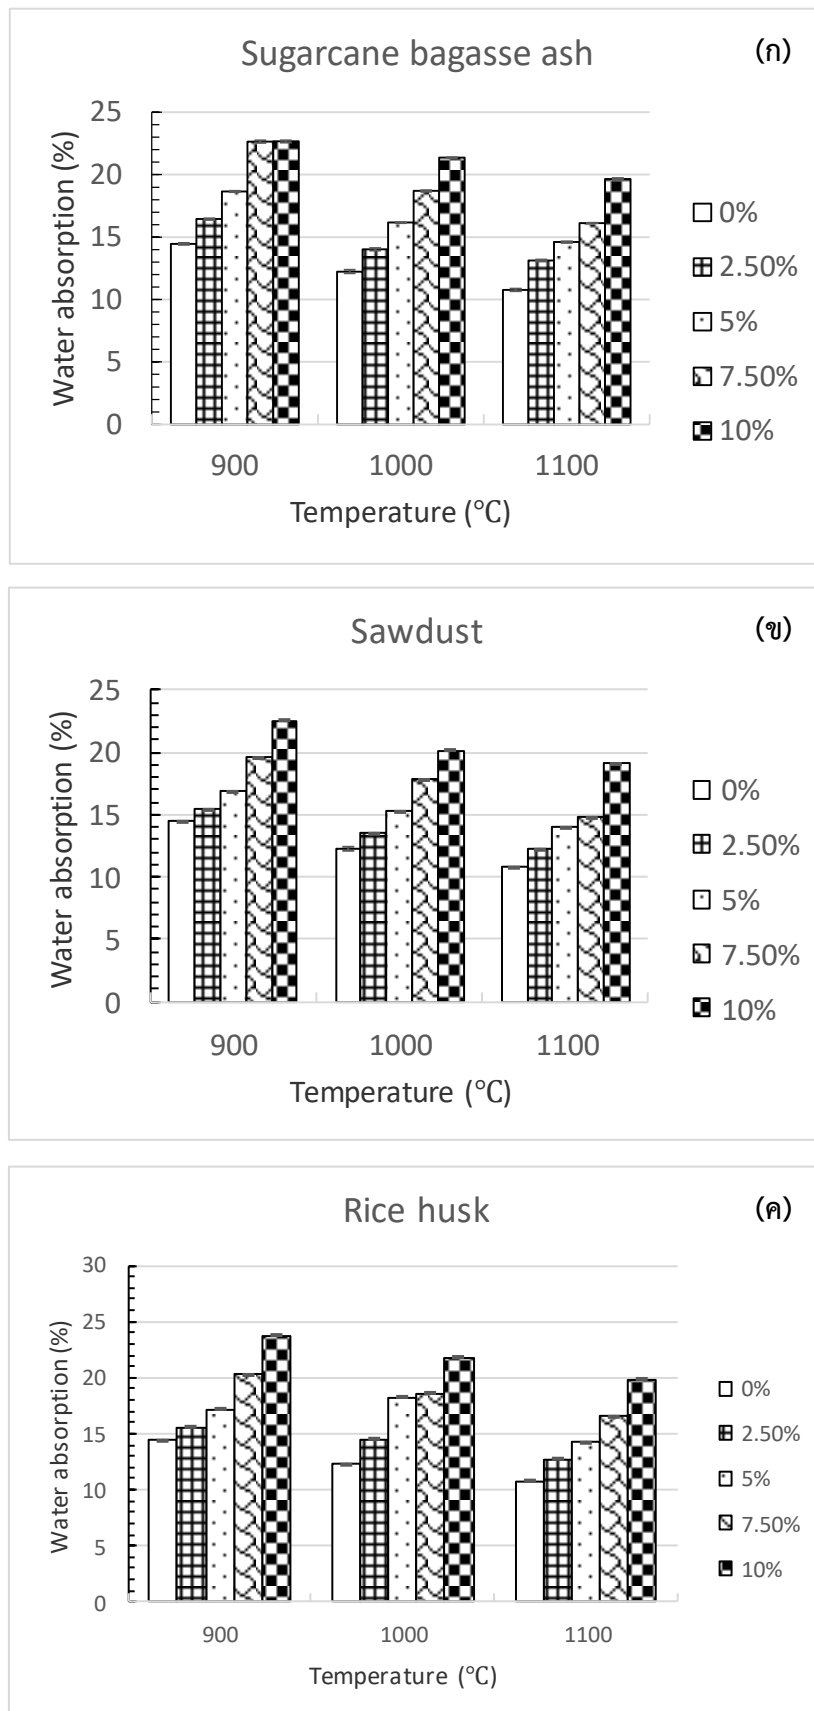 Sugarcane bagasse ash
(ก)
Water absorption (%)
25
20
15
10
5
0
900 1000 1100
Temperature (°C)
0%
2.50%
5%
7.50%
10%
Sawdust
(ข)
Water absorption (%)
25
20
15
10
5
0
900 1000 1100
Temperature (°C)
0%
2.50%
5%
7.50%
10%
Rice husk
(ค)
Water absorption (%)
30
25
20
15
10
5
0
900 1000 1100
Temperature (°C)
0%
2.50%
5%
7.50%
10%